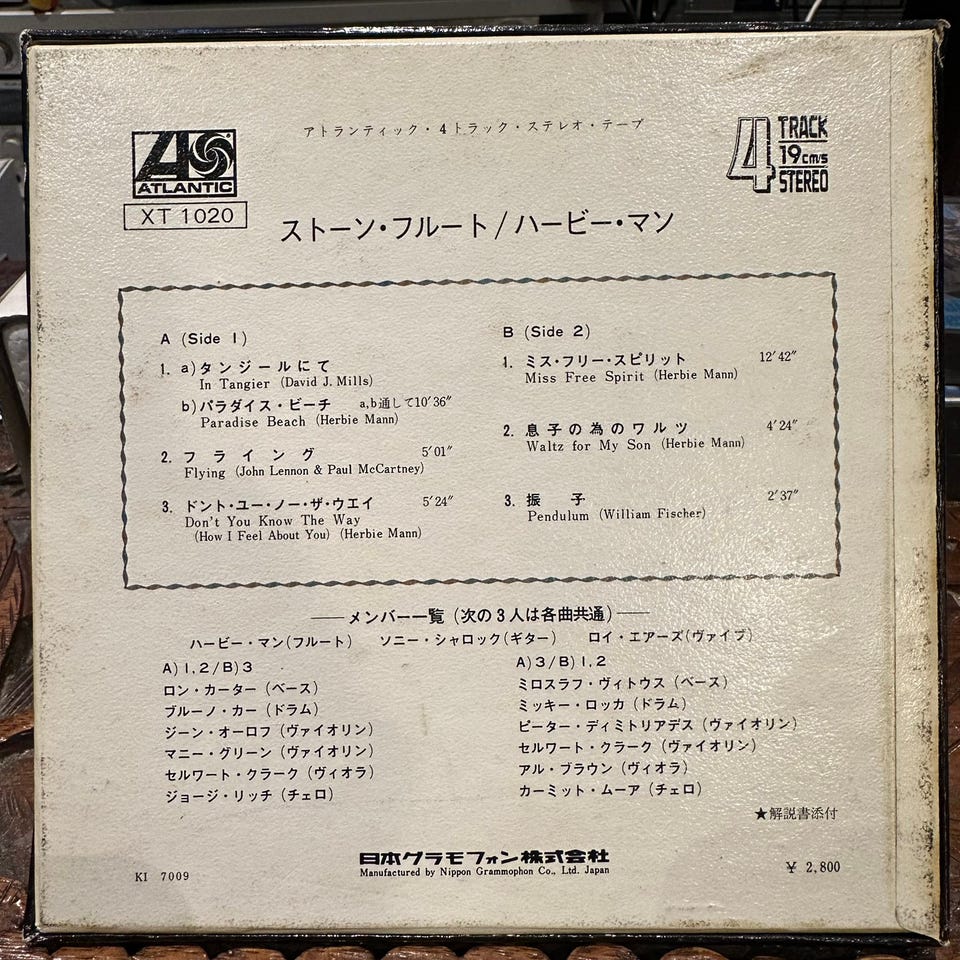 ATLANTIC
XT 1020
アトランティック・4トラック・ステレオ・テープ
4 TRACK
19cm/s
STEREO
ストーン・フルート/ハービー・マン
A (Side 1)
1. a)タンジールにて
In Tangier (David J. Mills)
b)パラダイス・ビーチ a,b通して10′36″
Paradise Beach (Herbie Mann)
2. フライング 5′01″
Flying (John Lennon & Paul McCartney)
3. ドント・ユー・ノー・ザ・ウエイ 5′24″
Don't You Know The Way
(How I Feel About You) (Herbie Mann)
B (Side 2)
1. ミス・フリー・スピリット 12′42″
Miss Free Spirit (Herbie Mann)
2. 息子の為のワルツ 4′24″
Waltz for My Son (Herbie Mann)
3. 振子 2′37″
Pendulum (William Fischer)
——メンバー一覧(次の3人は各曲共通)——
ハービー・マン(フルート) ソニー・シャロック(ギター) ロイ・エアーズ(ヴァイブ)
A)1,2/B)3
ロン・カーター(ベース)
ブルーノ・カー(ドラム)
ジーン・オーロフ(ヴァイオリン)
マニー・グリーン(ヴァイオリン)
セルワート・クラーク(ヴィオラ)
ジョージ・リッチ(チェロ)
A)3/B)1,2
ミロスラフ・ヴィトウス(ベース)
ミッキー・ロッカ(ドラム)
ピーター・ディミトリアデス(ヴァイオリン)
セルワート・クラーク(ヴァイオリン)
アル・ブラウン(ヴィオラ)
カーミット・ムーア(チェロ)
★解説書添付
日本グラモフォン株式会社
Manufactured by Nippon Grammophon Co., Ltd. Japan
KI 7009
¥ 2,800